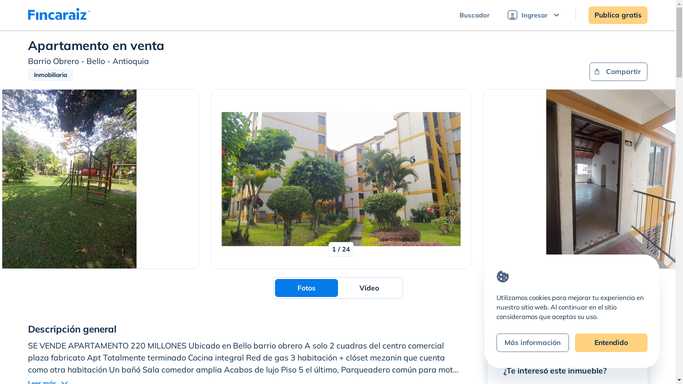 Fincaraiz
Buscador
Ingresar
Publica gratis
Apartamento en venta
Barrio Obrero - Bello - Antioquia
Inmobiliaria
Compartir
1 / 24
Fotos
Video
Utilizamos cookies para mejorar tu experiencia en
nuestro sitio web. Al continuar en el sitio
consideramos que aceptas su uso.
Más información
Entendido
Descripción general
SE VENDE APARTAMENTO 220 MILLONES Ubicado en Bello barrio obrero A solo 2 cuadras del centro comercial
plaza fabricato Apt Totalmente terminado Cocina integral Red de gas 3 habitación + clóset mezanin que cuenta
como otra habitación Un bañó Sala comedor amplia Acabos de lujo Piso 5 el último, Parqueadero común para mot...
Leer más
¿Te interesó este inmueble?